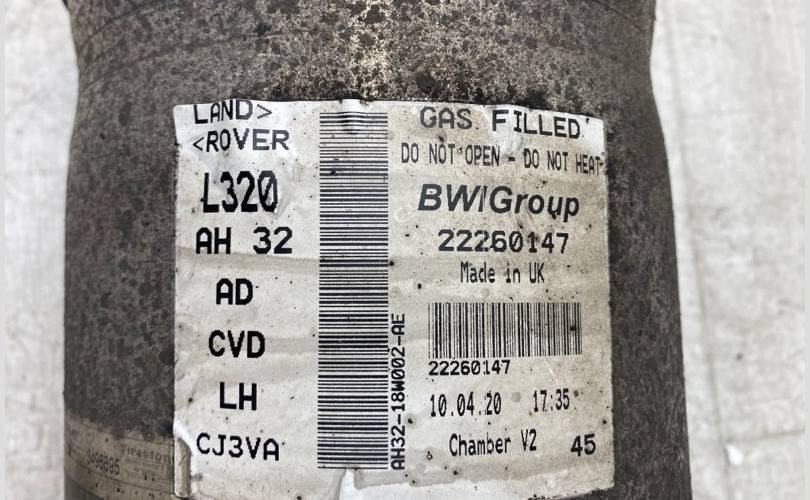 LAND>
<ROVER
L320
AH 32
AD
CVD
LH
CJ3VA
AH32-18W002-AE
GAS FILLED
DO NOT OPEN - DO NOT HEAT
BWIGroup
22260147
Made in UK
22260147
10.04.20 17:35
Chamber V2 45
Firestone